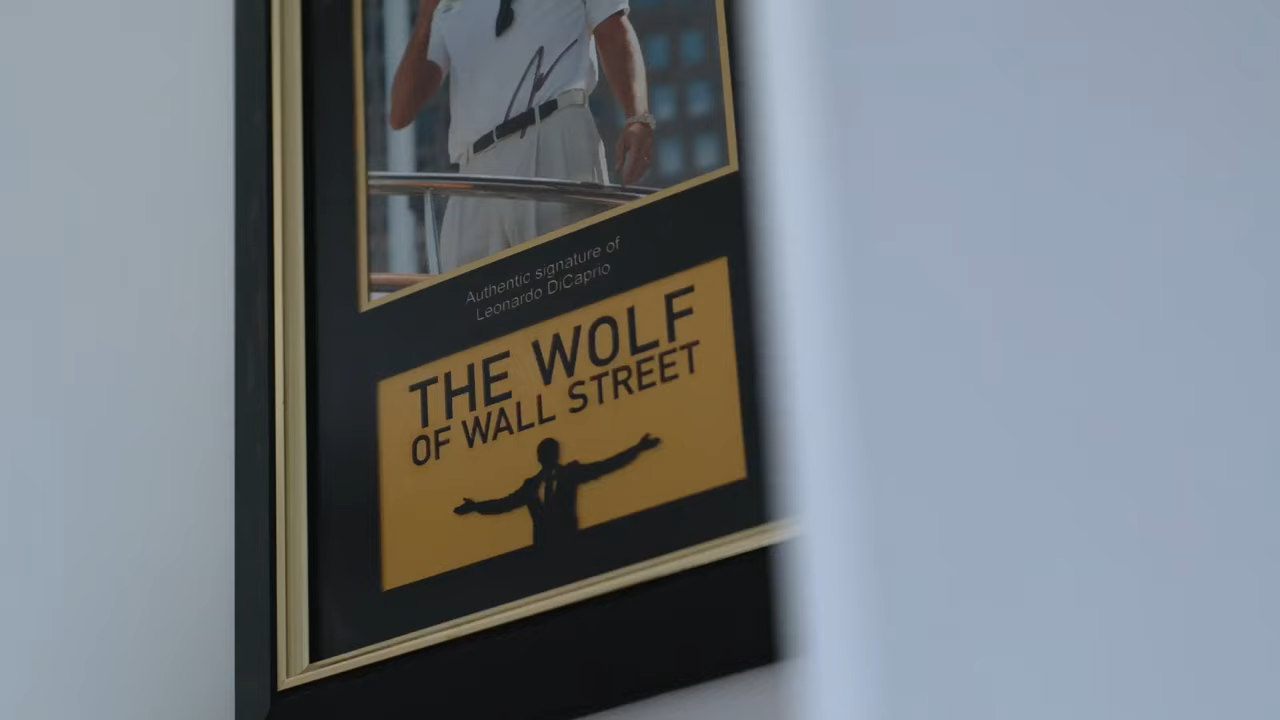 Authentic signature of
Leonardo DiCaprio
THE WOLF
OF WALL STREET